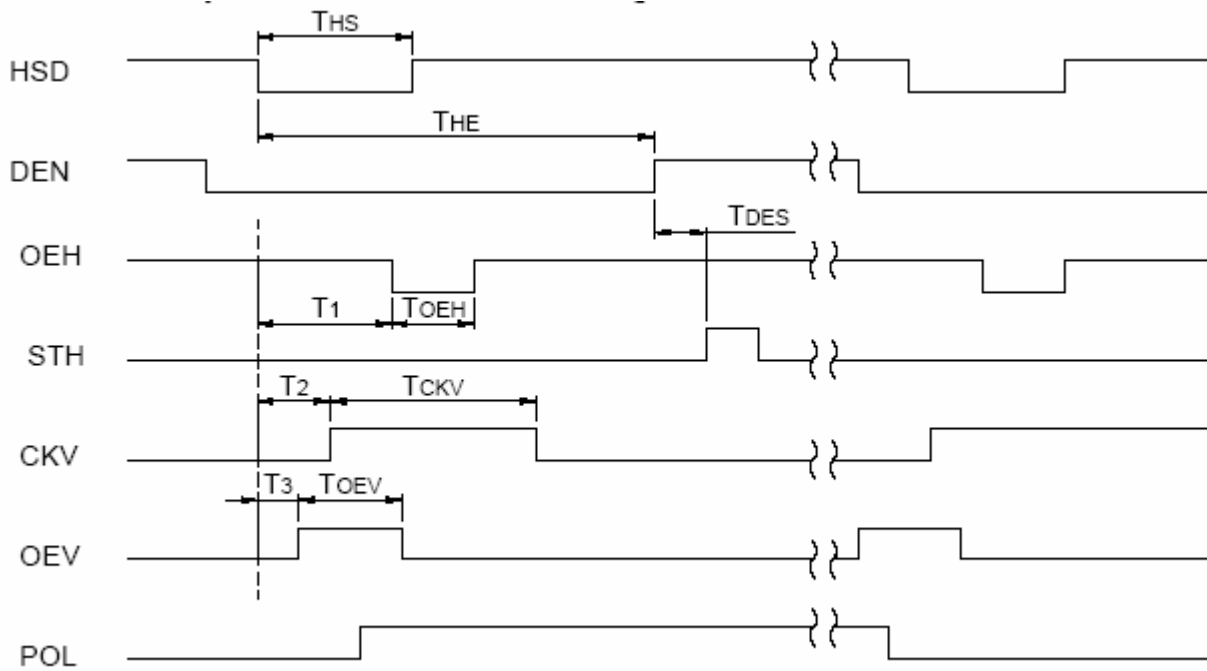 THS
HSD
THE
DEN
TDES
OEH
T1 TOEH
STH
T2 TCKV
CKV
T3 TOEV
OEV
POL